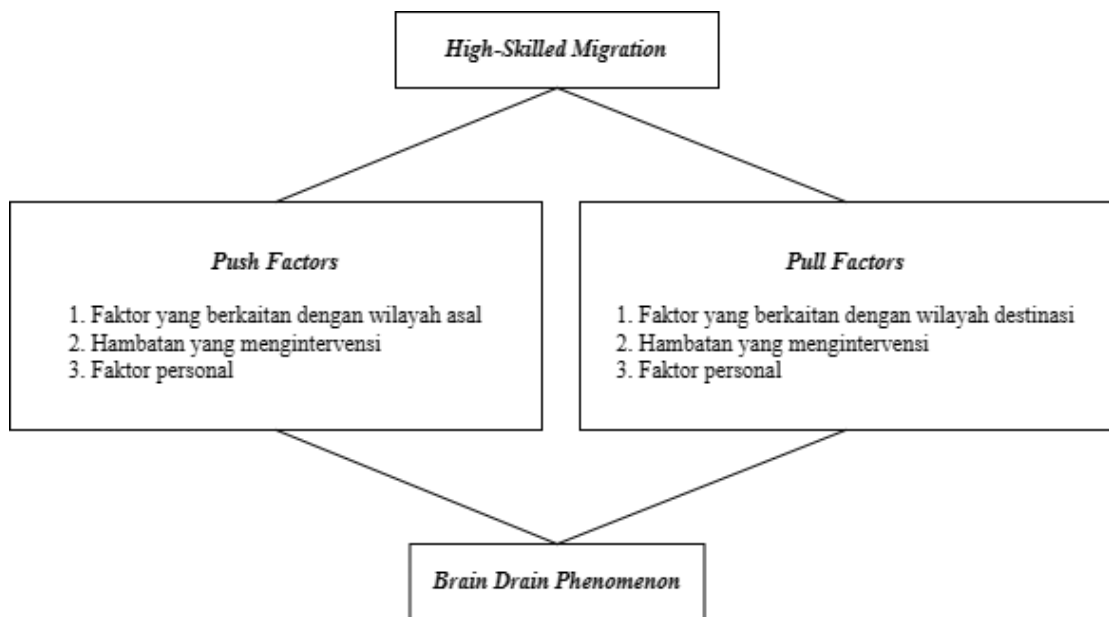 High-Skilled Migration
Push Factors
1. Faktor yang berkaitan dengan wilayah asal
2. Hambatan yang mengintervensi
3. Faktor personal
Pull Factors
1. Faktor yang berkaitan dengan wilayah destinasi
2. Hambatan yang mengintervensi
3. Faktor personal
Brain Drain Phenomenon